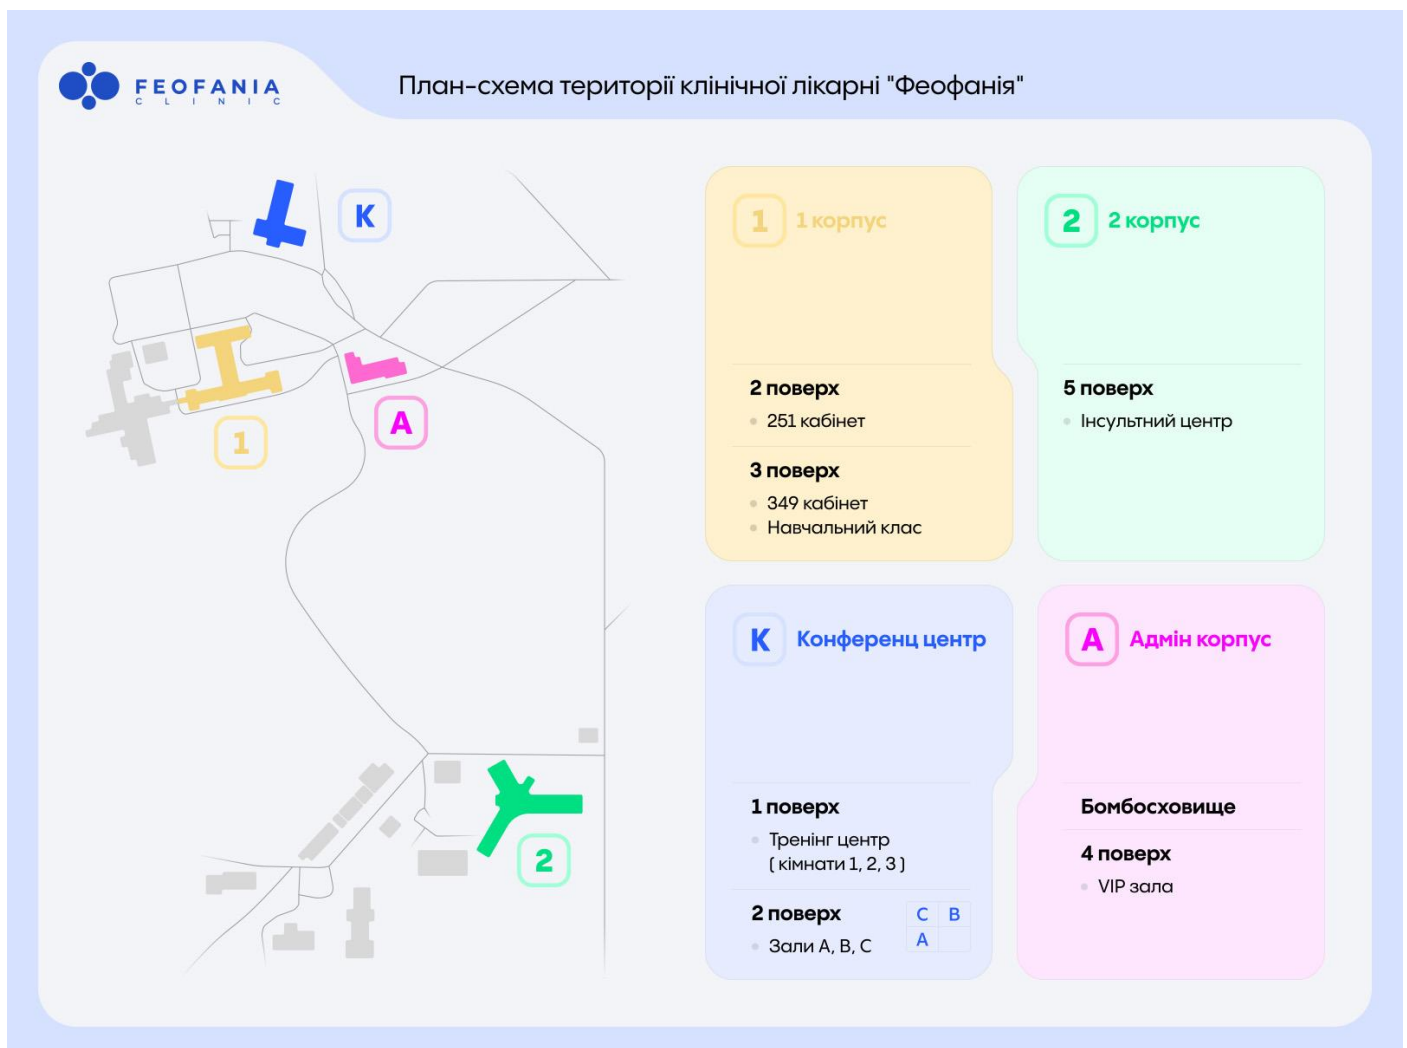 FEOFANIA
CLINIC
План-схема території клінічної лікарні "Феофанія"
K
1
A
2
1 1 корпус
2 поверх
251 кабінет
3 поверх
349 кабінет
Навчальний клас
2 2 корпус
5 поверх
Інсультний центр
К Конференц центр
1 поверх
Тренінг центр
( кімнати 1, 2, 3 )
2 поверх
Зали A, B, C
C B
A
A Адмін корпус
Бомбосховище
4 поверх
VIP зала